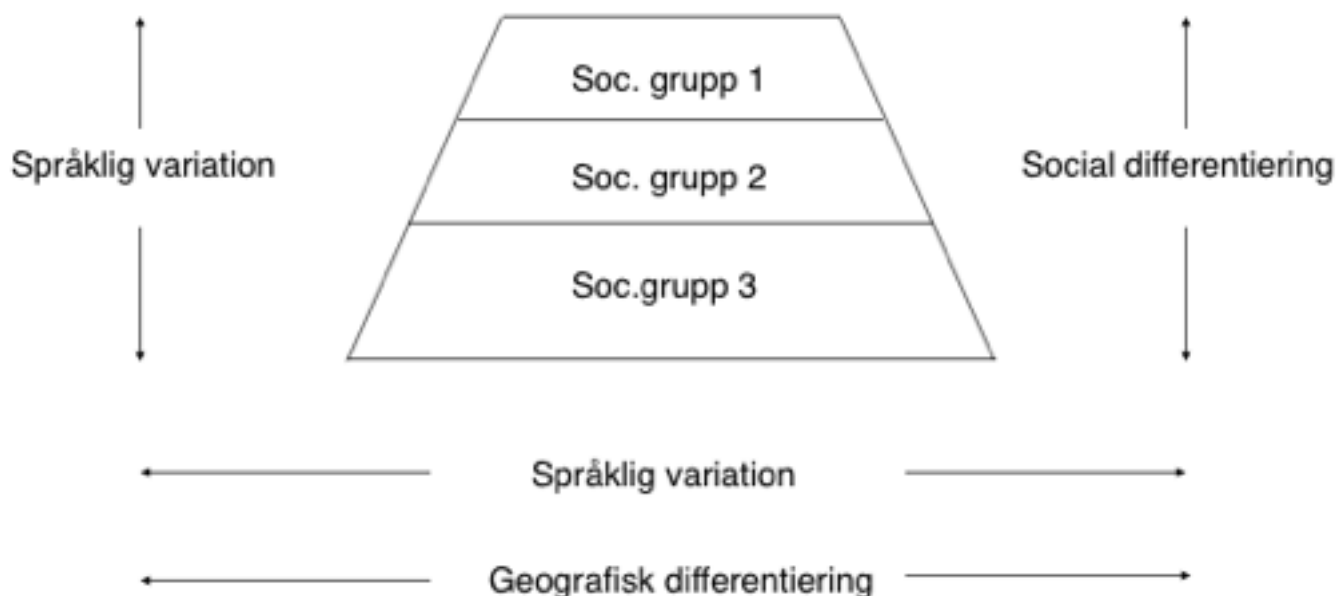 Soc. grupp 1
Språklig variation
Soc. grupp 2
Social differentiering
Soc.grupp 3
Språklig variation
Geografisk differentiering